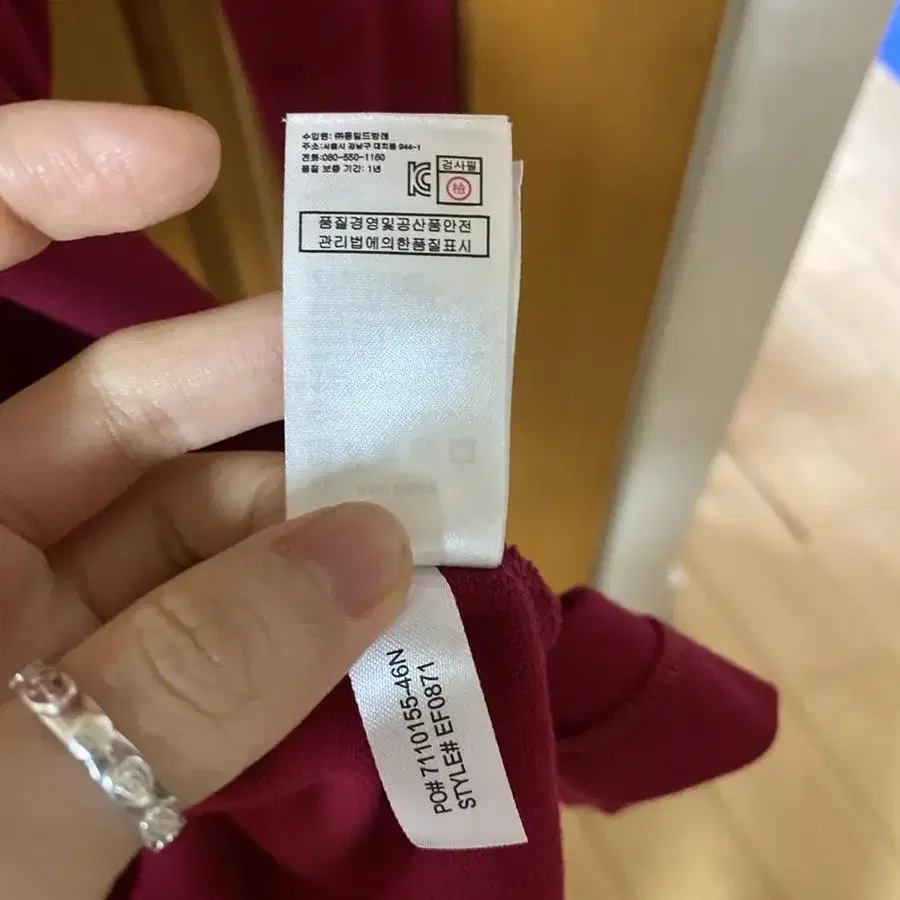 수입원: ㈜룸밀드방레
주소:서울시 강남구 대치동 944-1
전화:080-550-1160
품질 보증 기간: 1년
검사필
檢
품질경영및공산품안전
관리법에의한품질표시
PO# 7110155-46N
STYLE# EF0871